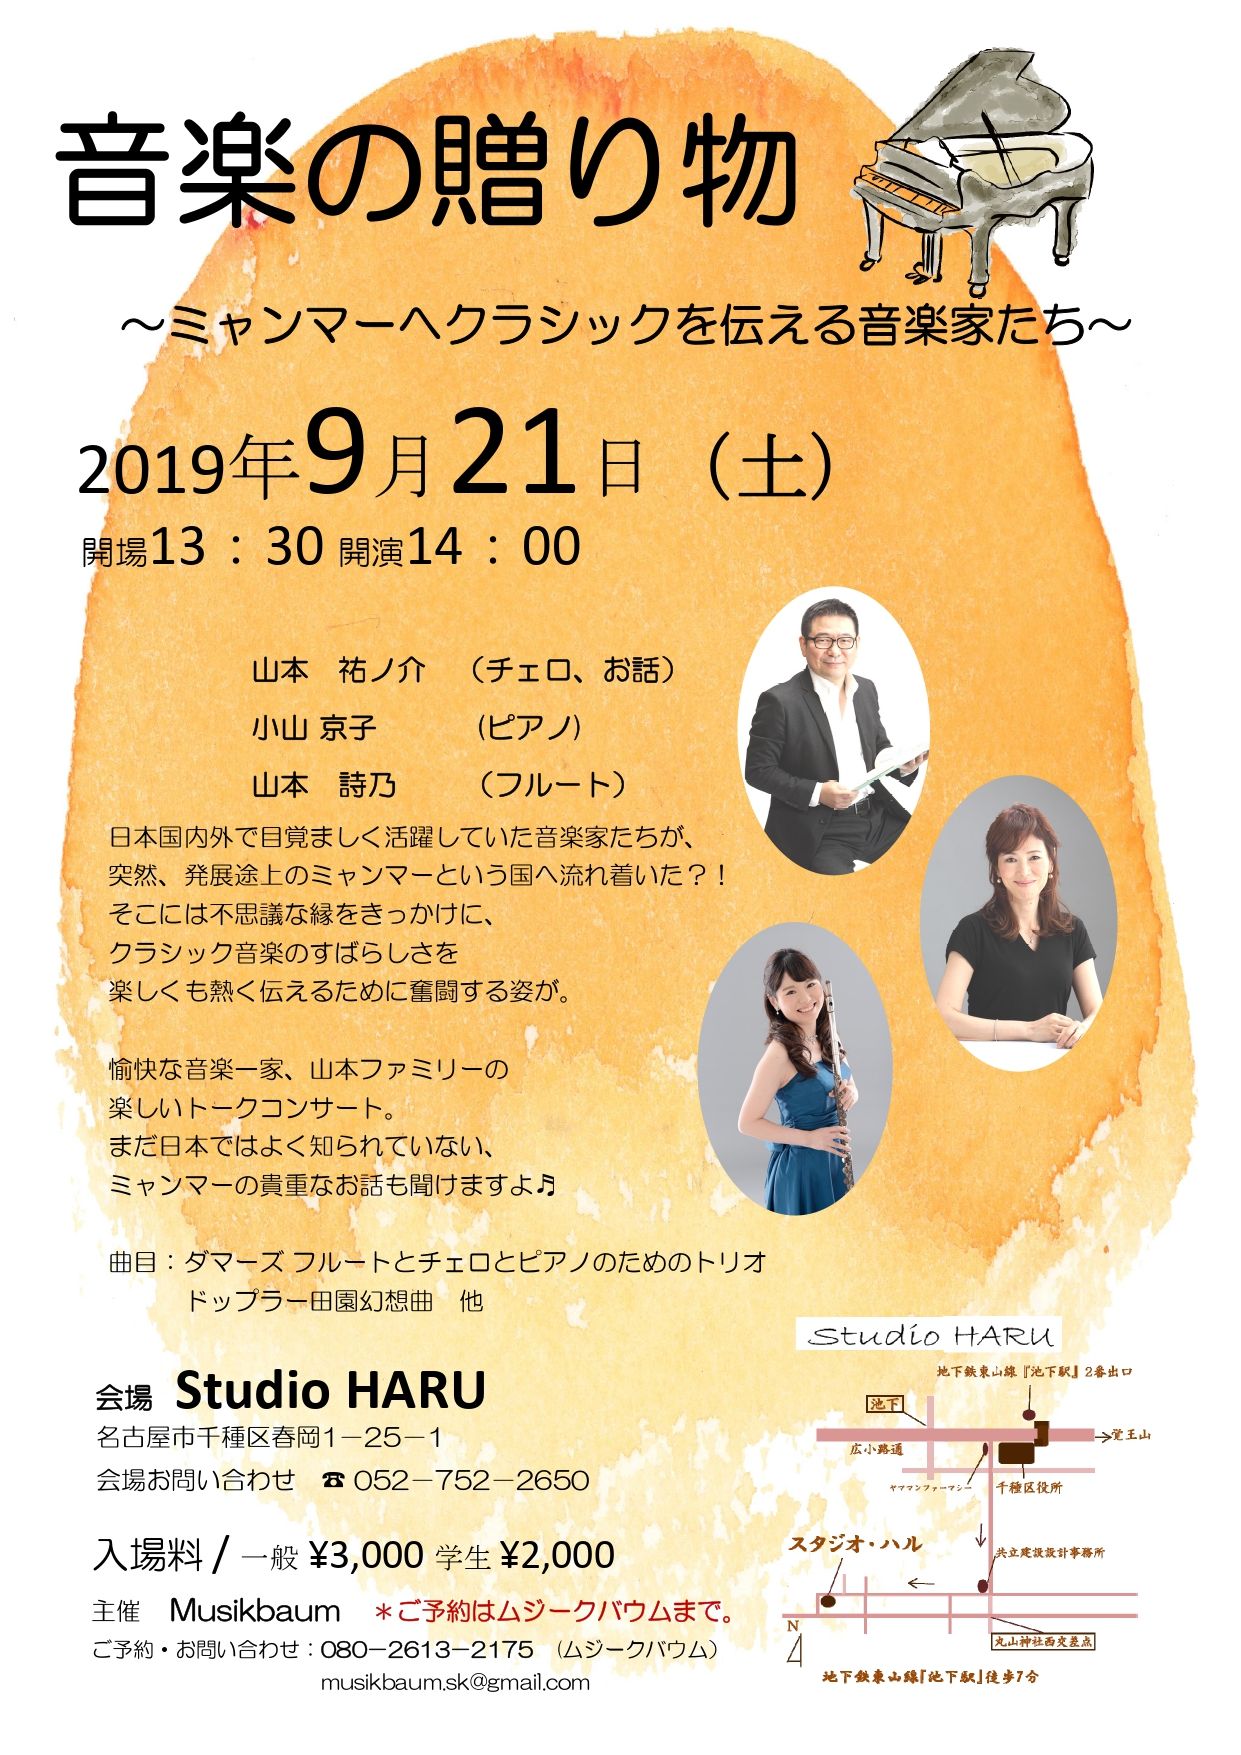 音楽の贈り物
～ミャンマーへクラシックを伝える音楽家たち～
2019年9月21日（土）
開場13：30 開演14：00
山本　祐ノ介　（チェロ、お話）
小山 京子　（ピアノ）
山本　詩乃　（フルート）
日本国内外で目覚ましく活躍していた音楽家たちが、
突然、発展途上のミャンマーという国へ流れ着いた？！
そこには不思議な縁をきっかけに、
クラシック音楽のすばらしさを
楽しくも熱く伝えるために奮闘する姿が。
愉快な音楽一家、山本ファミリーの
楽しいトークコンサート。
まだ日本ではよく知られていない、
ミャンマーの貴重なお話も聞けますよ♬
曲目：ダマーズ フルートとチェロとピアノのためのトリオ
ドップラー田園幻想曲　他
会場 Studio HARU
名古屋市千種区春岡1－25－1
会場お問い合わせ　☎ 052－752－2650
入場料 / 一般 ¥3,000 学生 ¥2,000
主催　Musikbaum　＊ご予約はムジークバウムまで。
ご予約・お問い合わせ：080－2613－2175　（ムジークバウム）
musikbaum.sk@gmail.com
Studio HARU
地下鉄東山線『池下駅』2番出口
池下
覚王山
広小路通
ヤママンファーマシー
千種区役所
スタジオ・ハル
共立建設設計事務所
N
丸山神社西交差点
地下鉄東山線『池下駅』徒歩7分